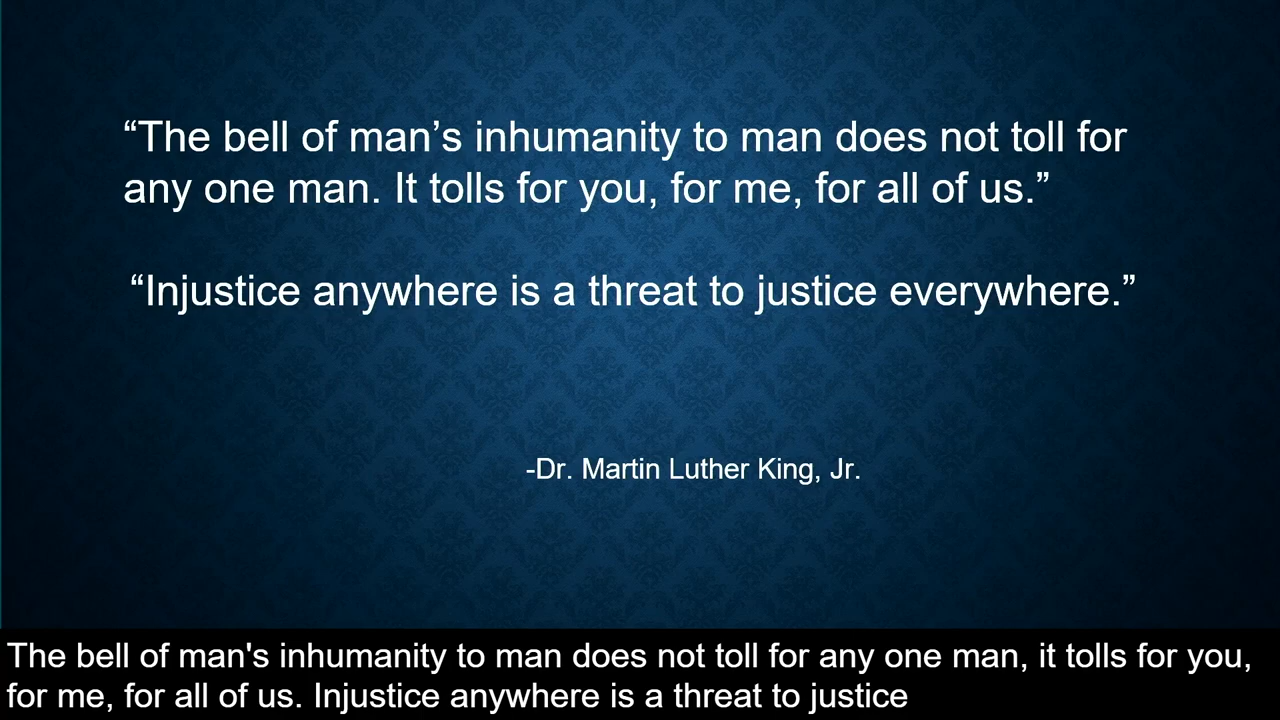 “The bell of man’s inhumanity to man does not toll for
any one man. It tolls for you, for me, for all of us.”
“Injustice anywhere is a threat to justice everywhere.”
-Dr. Martin Luther King, Jr.
The bell of man's inhumanity to man does not toll for any one man, it tolls for you,
for me, for all of us. Injustice anywhere is a threat to justice